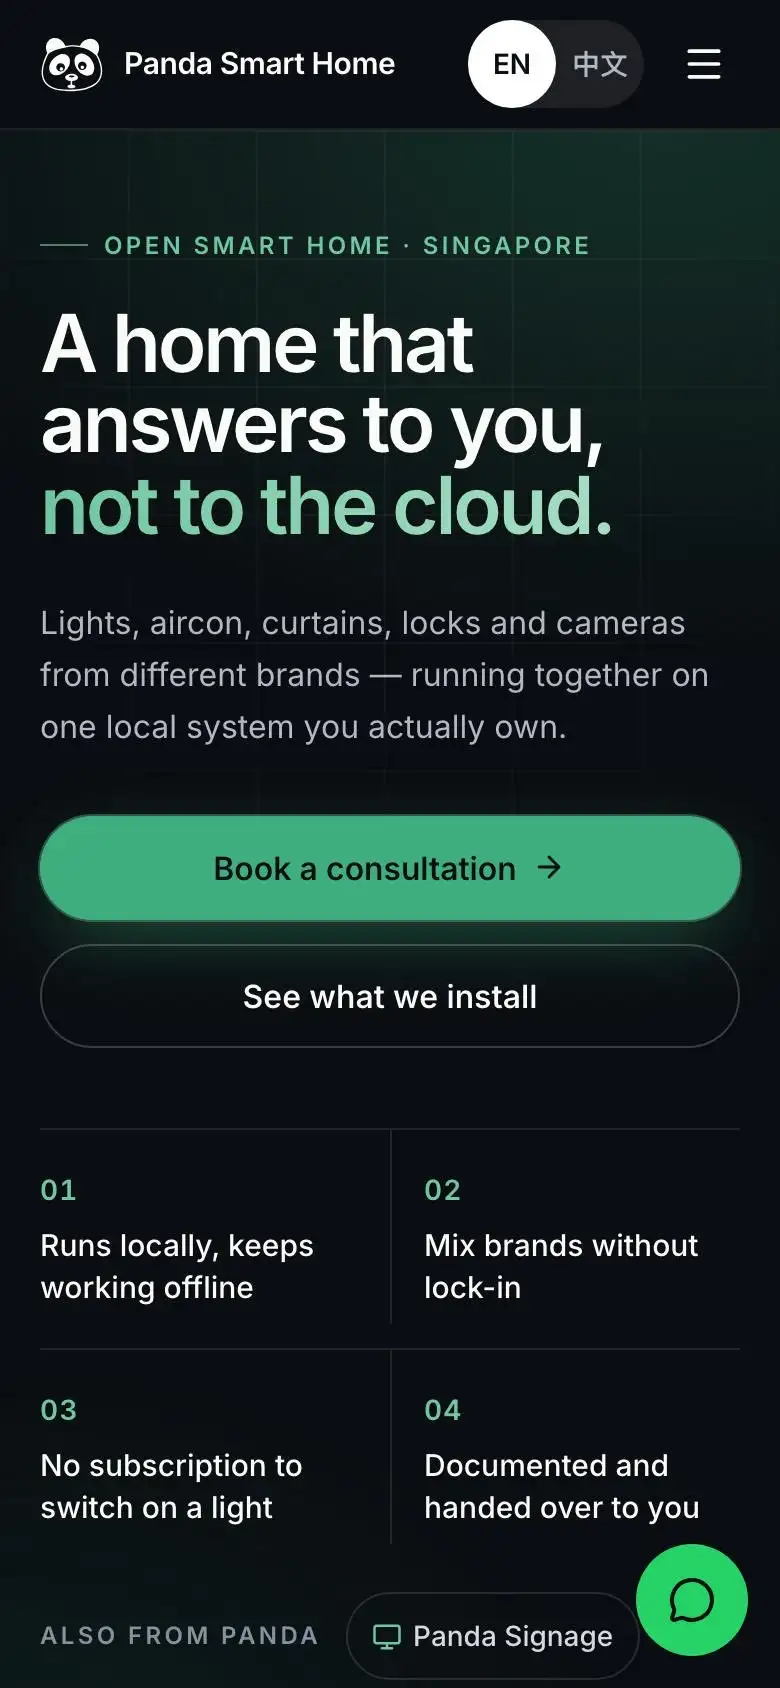 Panda Smart Home
EN 中文
OPEN SMART HOME · SINGAPORE
A home that
answers to you,
not to the cloud.
Lights, aircon, curtains, locks and cameras
from different brands — running together on
one local system you actually own.
Book a consultation →
See what we install
01
Runs locally, keeps
working offline
02
Mix brands without
lock-in
03
No subscription to
switch on a light
04
Documented and
handed over to you
ALSO FROM PANDA
Panda Signage